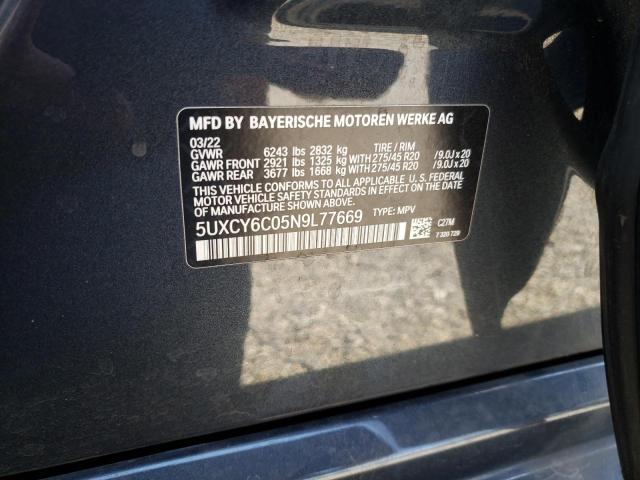 MFD BY BAYERISCHE MOTOREN WERKE AG
03/22
GVWR 6243 lbs 2832 kg TIRE / RIM
GAWR FRONT 2921 lbs 1325 kg WITH 275/45 R20 /9.0J x 20
GAWR REAR 3677 lbs 1668 kg WITH 275/45 R20 /9.0J x 20
THIS VEHICLE CONFORMS TO ALL APPLICABLE U. S. FEDERAL
MOTOR VEHICLE SAFETY STANDARDS IN EFFECT
ON THE DATE OF MANUFACTURE SHOWN ABOVE.
5UXCY6C05N9L77669 TYPE: MPV
C27M
7 320 729